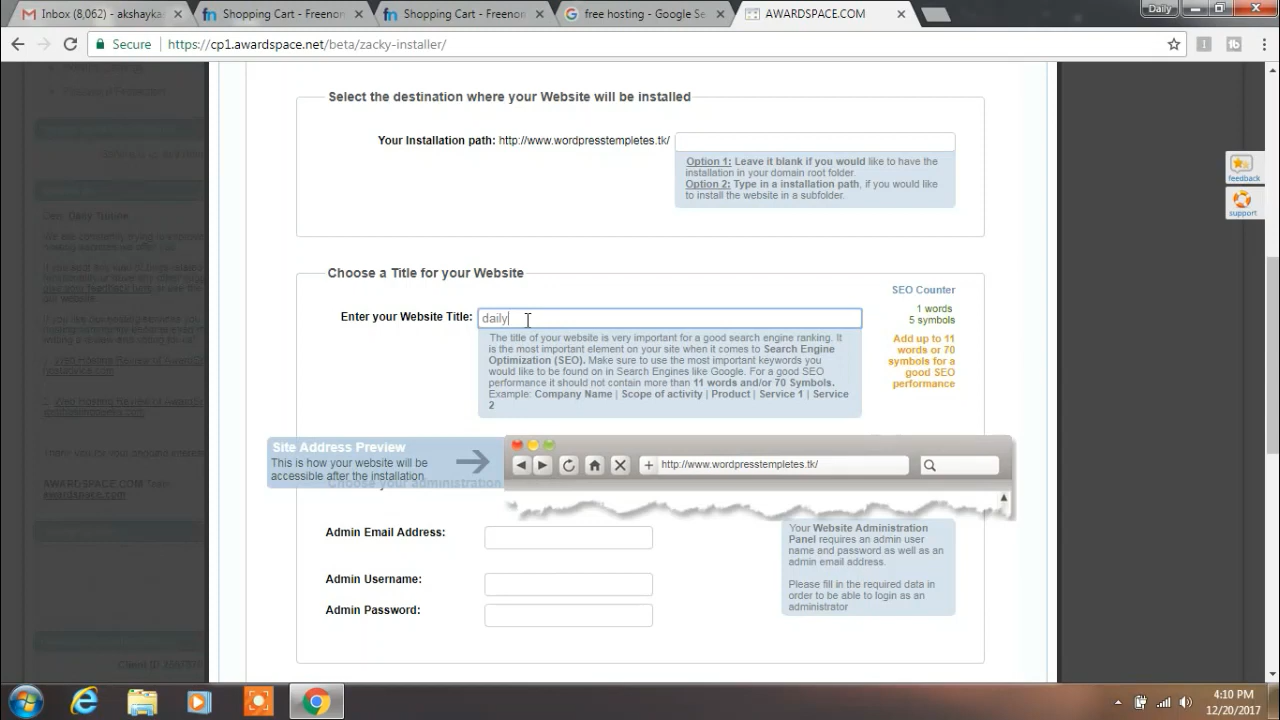 Inbox (8,062) - akshayka
Shopping Cart - Freenon
Shopping Cart - Freenon
free hosting - Google Se
AWARDSPACE.COM
Daily
Secure
https://cp1.awardspace.net/beta/zacky-installer/
Select the destination where your Website will be installed
Your Installation path: http://www.wordpresstempletes.tk/
Option 1: Leave it blank if you would like to have the
installation in your domain root folder.
Option 2: Type in a installation path, if you would like
to install the website in a subfolder.
feedback
support
Choose a Title for your Website
SEO Counter
Enter your Website Title:
daily
1 words
5 symbols
The title of your website is very important for a good search engine ranking. It
is the most important element on your site when it comes to Search Engine
Optimization (SEO). Make sure to use the most important keywords you
would like to be found on in Search Engines like Google. For a good SEO
performance it should not contain more than 11 words and/or 70 Symbols.
Example: Company Name | Scope of activity | Product | Service 1 | Service
2
Add up to 11
words or 70
symbols for a
good SEO
performance
Site Address Preview
This is how your website will be
accessible after the installation
http://www.wordpresstempletes.tk/
Choose your administration
Admin Email Address:
Admin Username:
Admin Password:
Your Website Administration
Panel requires an admin user
name and password as well as an
admin email address.
Please fill in the required data in
order to be able to login as an
administrator
AWARDSPACE.COM Team
awardspace.com
Client ID
4:10 PM
12/20/2017